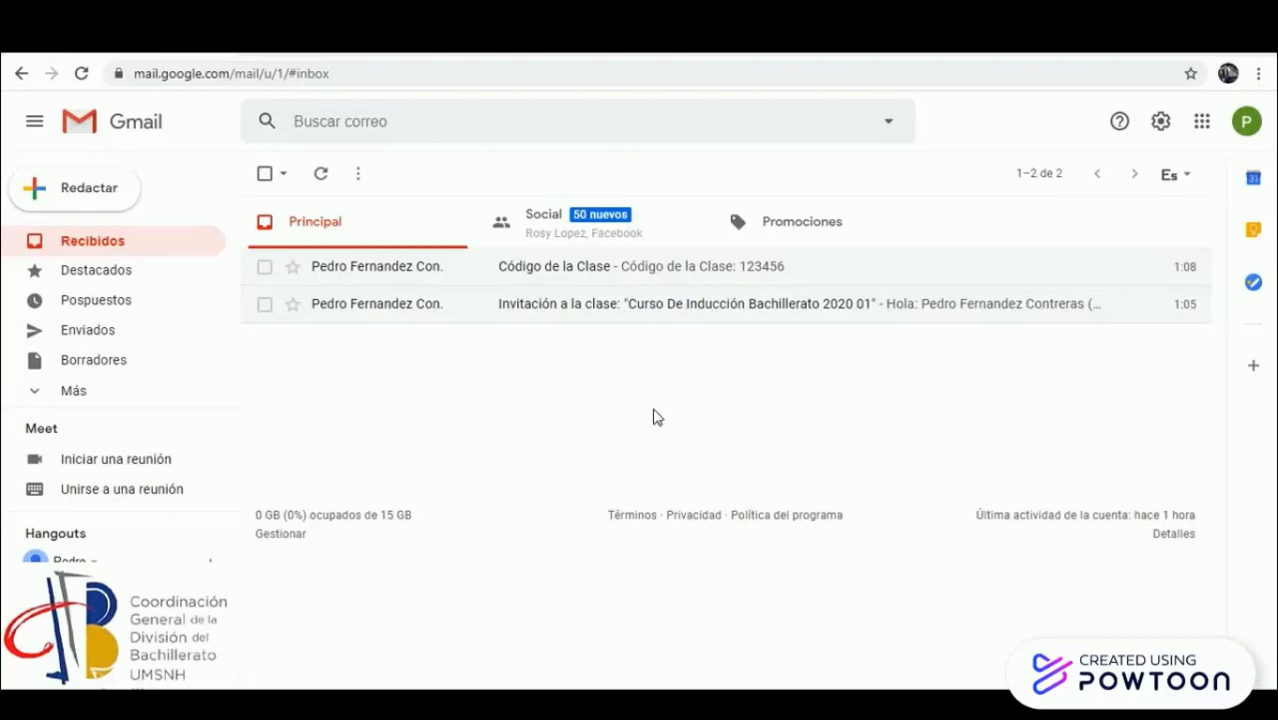 mail.google.com/mail/u/1/#inbox
Gmail
Buscar correo
P
Redactar
1–2 de 2
Es
31
Principal
Social 50 nuevos
Rosy Lopez, Facebook
Promociones
Recibidos
Destacados
Pospuestos
Enviados
Borradores
Más
Pedro Fernandez Con. Código de la Clase - Código de la Clase: 123456 1:08
Pedro Fernandez Con. Invitación a la clase: "Curso De Inducción Bachillerato 2020 01" - Hola: Pedro Fernandez Contreras (… 1:05
Meet
Iniciar una reunión
Unirse a una reunión
Hangouts
Pedro
0 GB (0%) ocupados de 15 GB
Gestionar
Términos · Privacidad · Política del programa
Última actividad de la cuenta: hace 1 hora
Detalles
Coordinación
General de la
División del
Bachillerato
UMSNH
CREATED USING
POWTOON